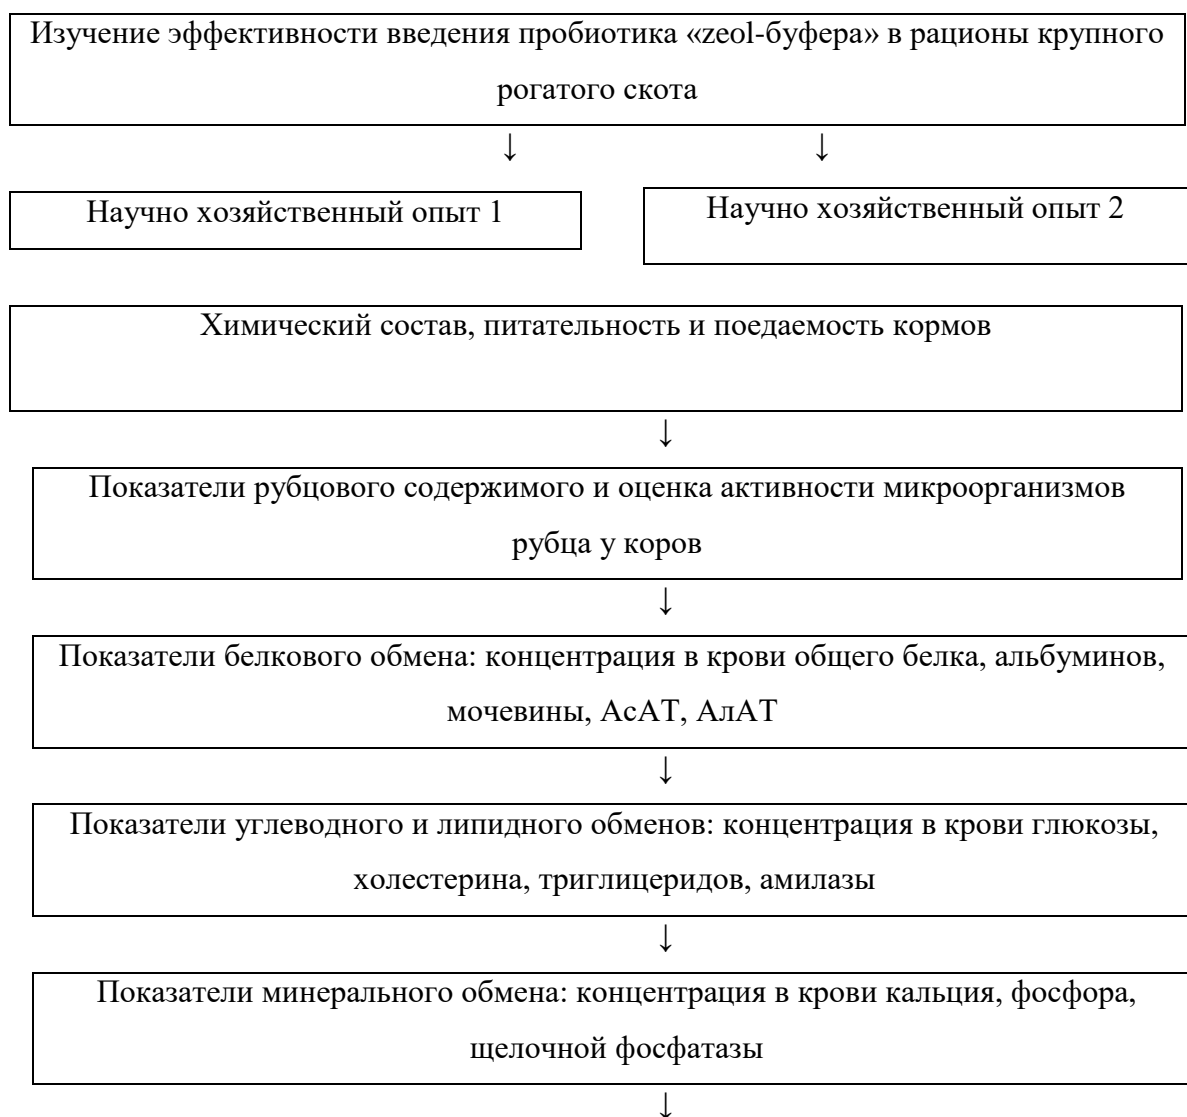 Изучение эффективности введения пробиотика «zeol-буфера» в рационы крупного
рогатого скота
↓ ↓
Научно хозяйственный опыт 1
Научно хозяйственный опыт 2
Химический состав, питательность и поедаемость кормов
↓
Показатели рубцового содержимого и оценка активности микроорганизмов
рубца у коров
↓
Показатели белкового обмена: концентрация в крови общего белка, альбуминов,
мочевины, АсАТ, АлАТ
↓
Показатели углеводного и липидного обменов: концентрация в крови глюкозы,
холестерина, триглицеридов, амилазы
↓
Показатели минерального обмена: концентрация в крови кальция, фосфора,
щелочной фосфатазы
↓